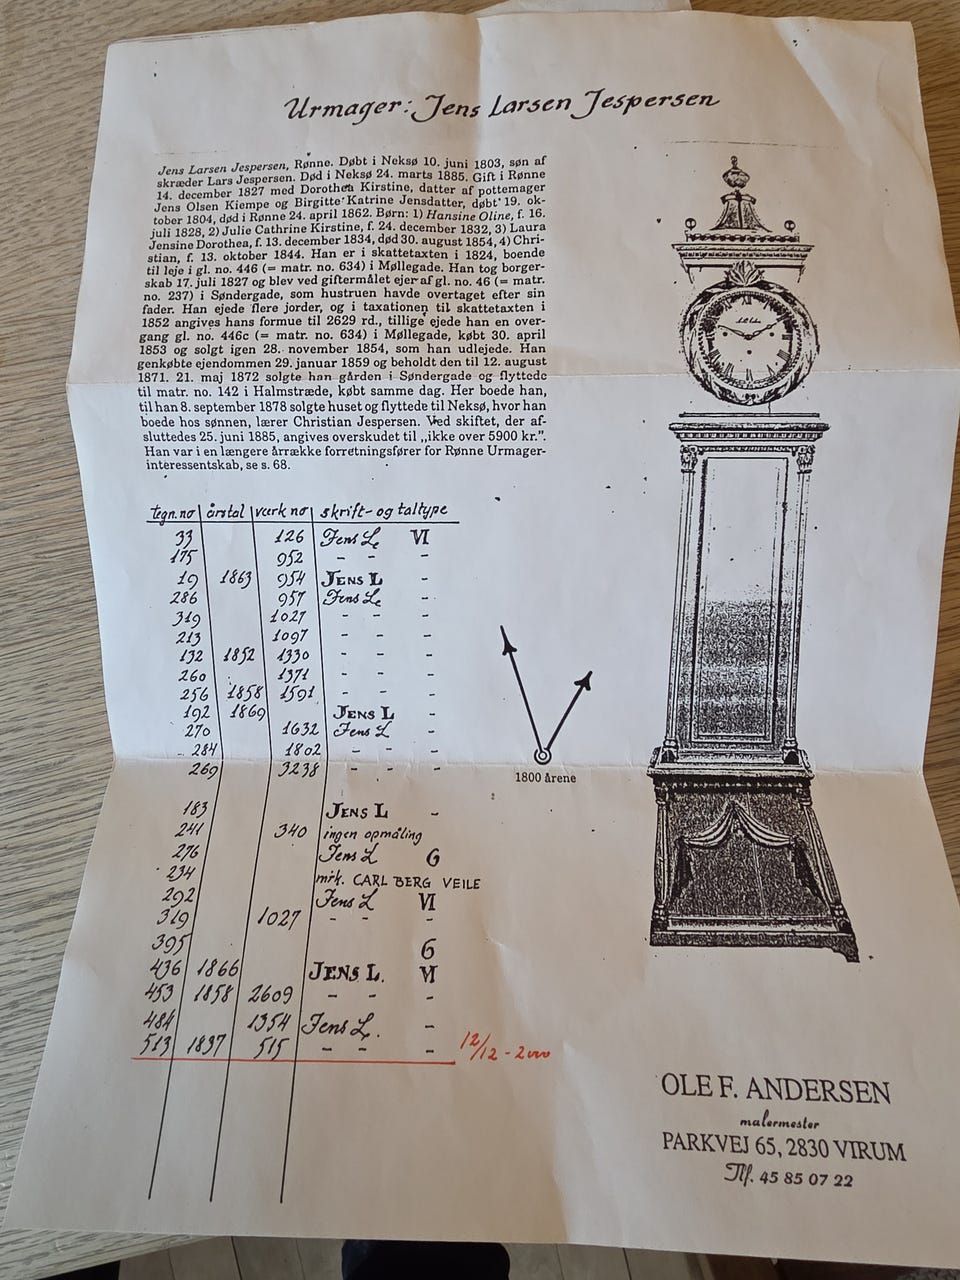 Urmager: Jens Larsen Jespersen
Jens Larsen Jespersen, Rønne. Døbt i Neksø 10. juni 1803, søn af
skræder Lars Jespersen. Død i Neksø 24. marts 1885. Gift i Rønne
14. december 1827 med Dorothea Kirstine, datter af pottemager
Jens Olsen Kiempe og Birgitte Katrine Jensdatter, døbt 19. ok-
tober 1804, død i Rønne 24. april 1862. Børn: 1) Hansine Oline, f. 16.
juli 1828, 2) Julie Cathrine Kirstine, f. 24. december 1832, 3) Laura
Jensine Dorothea, f. 13. december 1834, død 30. august 1854, 4) Chri-
stian, f. 13. oktober 1844. Han er i skattetaxten i 1824, boende
til leje i gl. no. 446 (= matr. no. 634) i Møllegade. Han tog borger-
skab 17. juli 1827 og blev ved giftermålet ejer af gl. no. 46 (= matr.
no. 237) i Søndergade, som hustruen havde overtaget efter sin
fader. Han ejede flere jorder, og i taxationen til skattetaxten i
1852 angives hans formue til 2629 rd., tillige ejede han en over-
gang gl. no. 446c (= matr. no. 634) i Møllegade, købt 30. april
1853 og solgt igen 28. november 1854, som han udlejede. Han
genkøbte ejendommen 29. januar 1859 og beholdt den til 12. august
1871. 21. maj 1872 solgte han gården i Søndergade og flyttede
til matr. no. 142 i Halmstræde, købt samme dag. Her boede han,
til han 8. september 1878 solgte huset og flyttede til Neksø, hvor han
boede hos sønnen, lærer Christian Jespersen. Ved skiftet, der af-
sluttedes 25. juni 1885, angives overskudet til „ikke over 5900 kr.".
Han var i en længere årrække forretningsfører for Rønne Urmager-
interessentskab, se s. 68.
tegn.no årstal værk no skrift- og taltype
33 126 Jens L. VI
175 952 - - -
19 1863 954 JENS L -
286 957 Jens L. -
319 1027 - - -
213 1097 - - -
132 1852 1330 - - -
260 1371 - - -
256 1858 1591 - - -
192 1869 JENS L -
270 1632 Jens L -
284 1802 - - -
269 3238 - - -
183 JENS L -
241 340 ingen opmåling
276 Jens L 6
234 mrk. CARL BERG VEILE
292 Jens L VI
319 1027 - - -
395 6
436 1866 JENS L. VI
453 1858 2609 - - -
484 1354 Jens L. -
513 1837 515 - - -
12/12 - 2000
1800 årene
OLE F. ANDERSEN
malermester
PARKVEJ 65, 2830 VIRUM
Tlf. 45 85 07 22